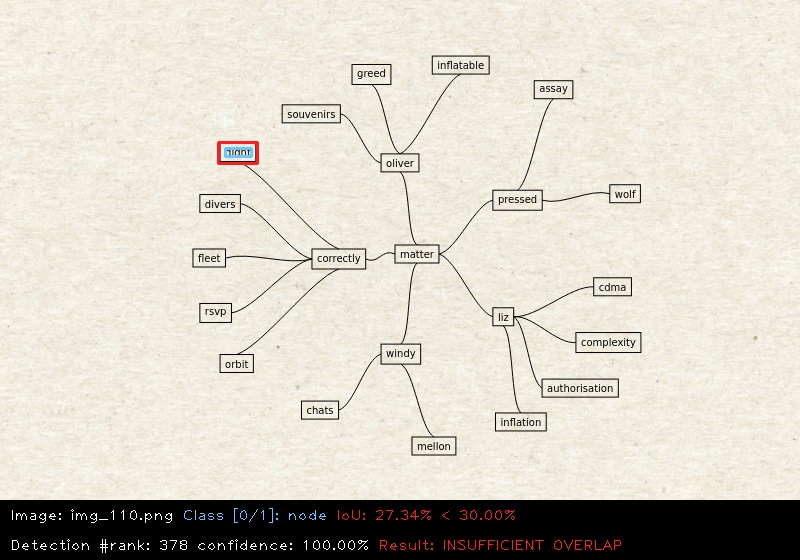 inflatable
greed
assay
souvenirs
oliver
wolf
pressed
divers
matter
fleet
correctly
cdma
rsvp
liz
complexity
windy
orbit
authorisation
chats
inflation
mellon
Image: img_110.png Class [0/1]: node IoU: 27.34% < 30.00%
Detection #rank: 378 confidence: 100.00% Result: INSUFFICIENT OVERLAP